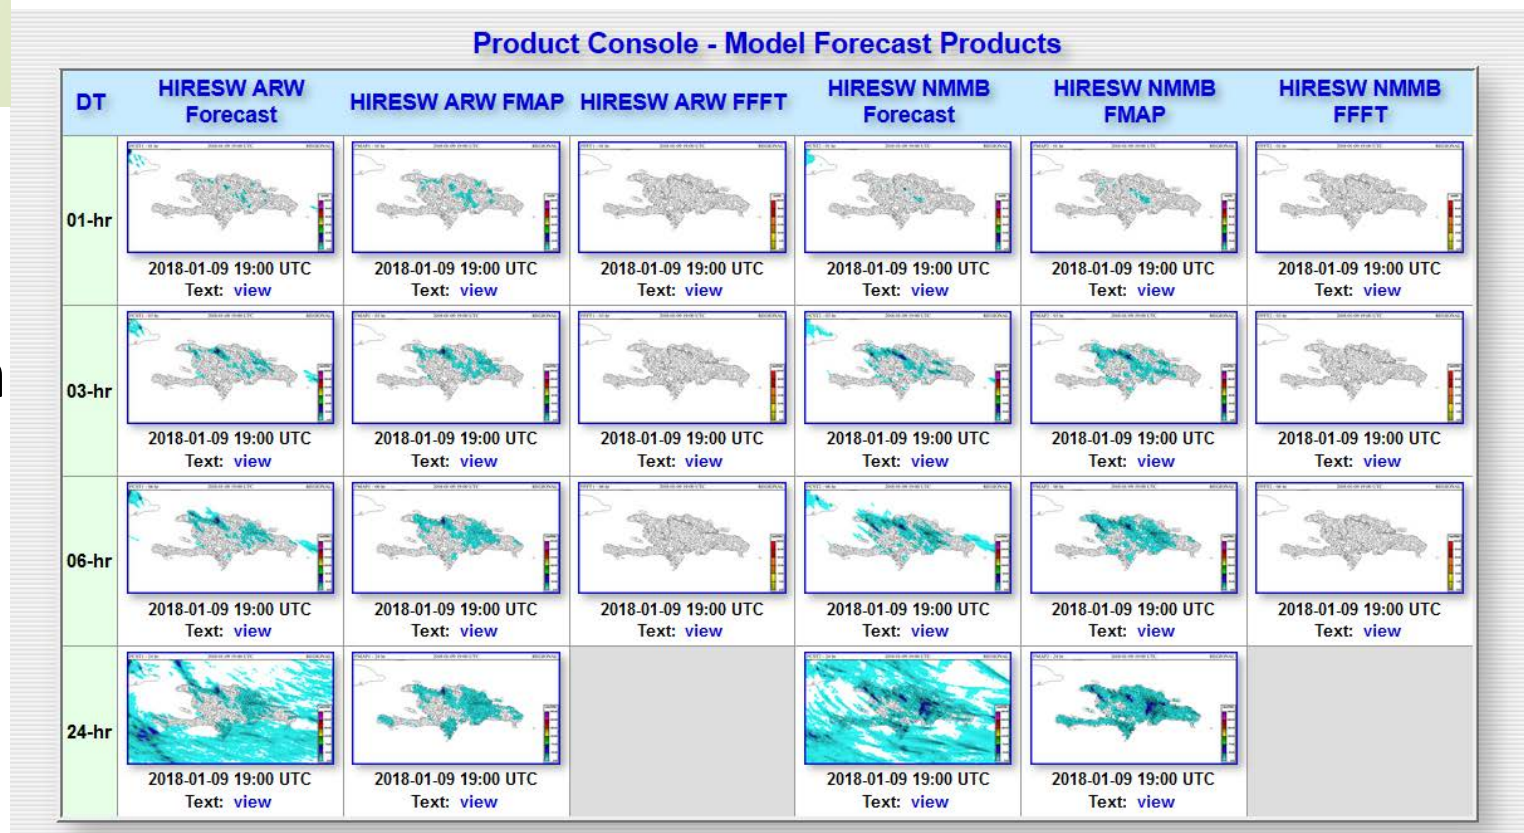 Product Console - Model Forecast Products
DT
HIRESW ARW
Forecast
HIRESW ARW FMAP
HIRESW ARW FFFT
HIRESW NMMB
Forecast
HIRESW NMMB
FMAP
HIRESW NMMB
FFFT
01-hr
2018-01-09 19:00 UTC
Text: view
2018-01-09 19:00 UTC
Text: view
2018-01-09 19:00 UTC
Text: view
2018-01-09 19:00 UTC
Text: view
2018-01-09 19:00 UTC
Text: view
2018-01-09 19:00 UTC
Text: view
03-hr
2018-01-09 19:00 UTC
Text: view
2018-01-09 19:00 UTC
Text: view
2018-01-09 19:00 UTC
Text: view
2018-01-09 19:00 UTC
Text: view
2018-01-09 19:00 UTC
Text: view
2018-01-09 19:00 UTC
Text: view
06-hr
2018-01-09 19:00 UTC
Text: view
2018-01-09 19:00 UTC
Text: view
2018-01-09 19:00 UTC
Text: view
2018-01-09 19:00 UTC
Text: view
2018-01-09 19:00 UTC
Text: view
2018-01-09 19:00 UTC
Text: view
24-hr
2018-01-09 19:00 UTC
Text: view
2018-01-09 19:00 UTC
Text: view
2018-01-09 19:00 UTC
Text: view
2018-01-09 19:00 UTC
Text: view